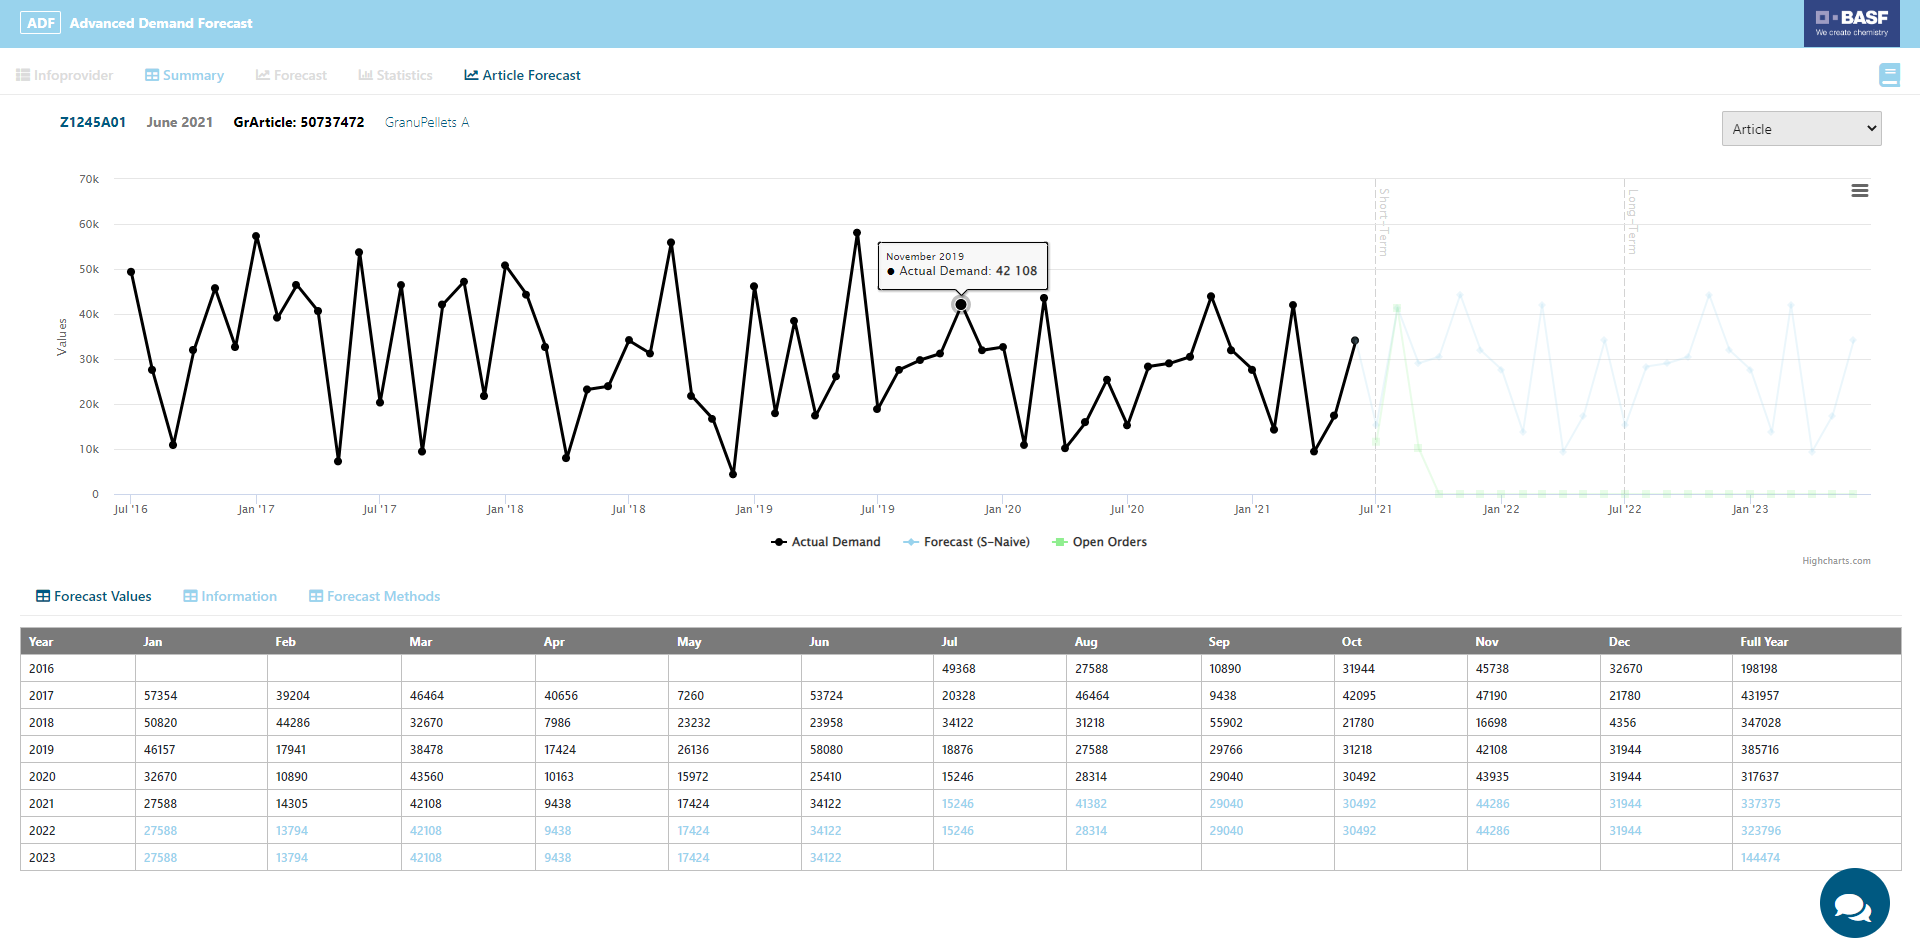 ADF Advanced Demand Forecast
BASF
We create chemistry
Infoprovider Summary Forecast Statistics Article Forecast
Z1245A01 June 2021 GrArticle: 50737472 GranuPellets A
Article
Values
70k
60k
50k
40k
30k
20k
10k
0
Short-Term
Long-Term
November 2019
Actual Demand: 42 108
Jul '16 Jan '17 Jul '17 Jan '18 Jul '18 Jan '19 Jul '19 Jan '20 Jul '20 Jan '21 Jul '21 Jan '22 Jul '22 Jan '23
Actual Demand Forecast (S-Naive) Open Orders
Highcharts.com
Forecast Values Information Forecast Methods
Year Jan Feb Mar Apr May Jun Jul Aug Sep Oct Nov Dec Full Year
2016 49368 27588 10890 31944 45738 32670 198198
2017 57354 39204 46464 40656 7260 53724 20328 46464 9438 42095 47190 21780 431957
2018 50820 44286 32670 7986 23232 23958 34122 31218 55902 21780 16698 4356 347028
2019 46157 17941 38478 17424 26136 58080 18876 27588 29766 31218 42108 31944 385716
2020 32670 10890 43560 10163 15972 25410 15246 28314 29040 30492 43935 31944 317637
2021 27588 14305 42108 9438 17424 34122 15246 41382 29040 30492 44286 31944 337375
2022 27588 13794 42108 9438 17424 34122 15246 28314 29040 30492 44286 31944 323796
2023 27588 13794 42108 9438 17424 34122 144474